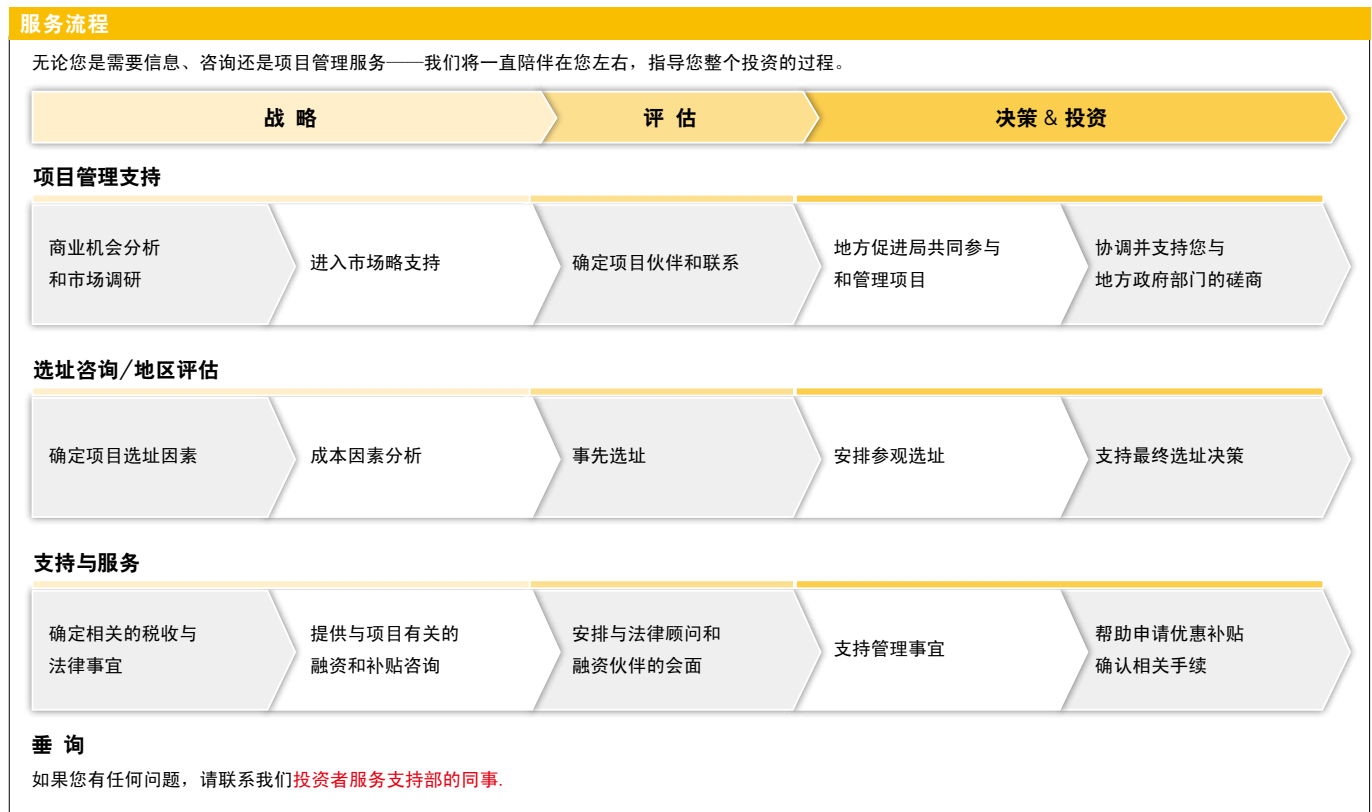 服务流程
无论您是需要信息、咨询还是项目管理服务——我们将一直陪伴在您左右，指导您整个投资的过程。
战 略
评 估
决策 & 投资
项目管理支持
商业机会分析
和市场调研
进入市场略支持
确定项目伙伴和联系
地方促进局共同参与
和管理项目
协调并支持您与
地方政府部门的磋商
选址咨询/地区评估
确定项目选址因素
成本因素分析
事先选址
安排参观选址
支持最终选址决策
支持与服务
确定相关的税收与
法律事宜
提供与项目有关的
融资和补贴咨询
安排与法律顾问和
融资伙伴的会面
支持管理事宜
帮助申请优惠补贴
确认相关手续
垂 询
如果您有任何问题，请联系我们投资者服务支持部的同事.